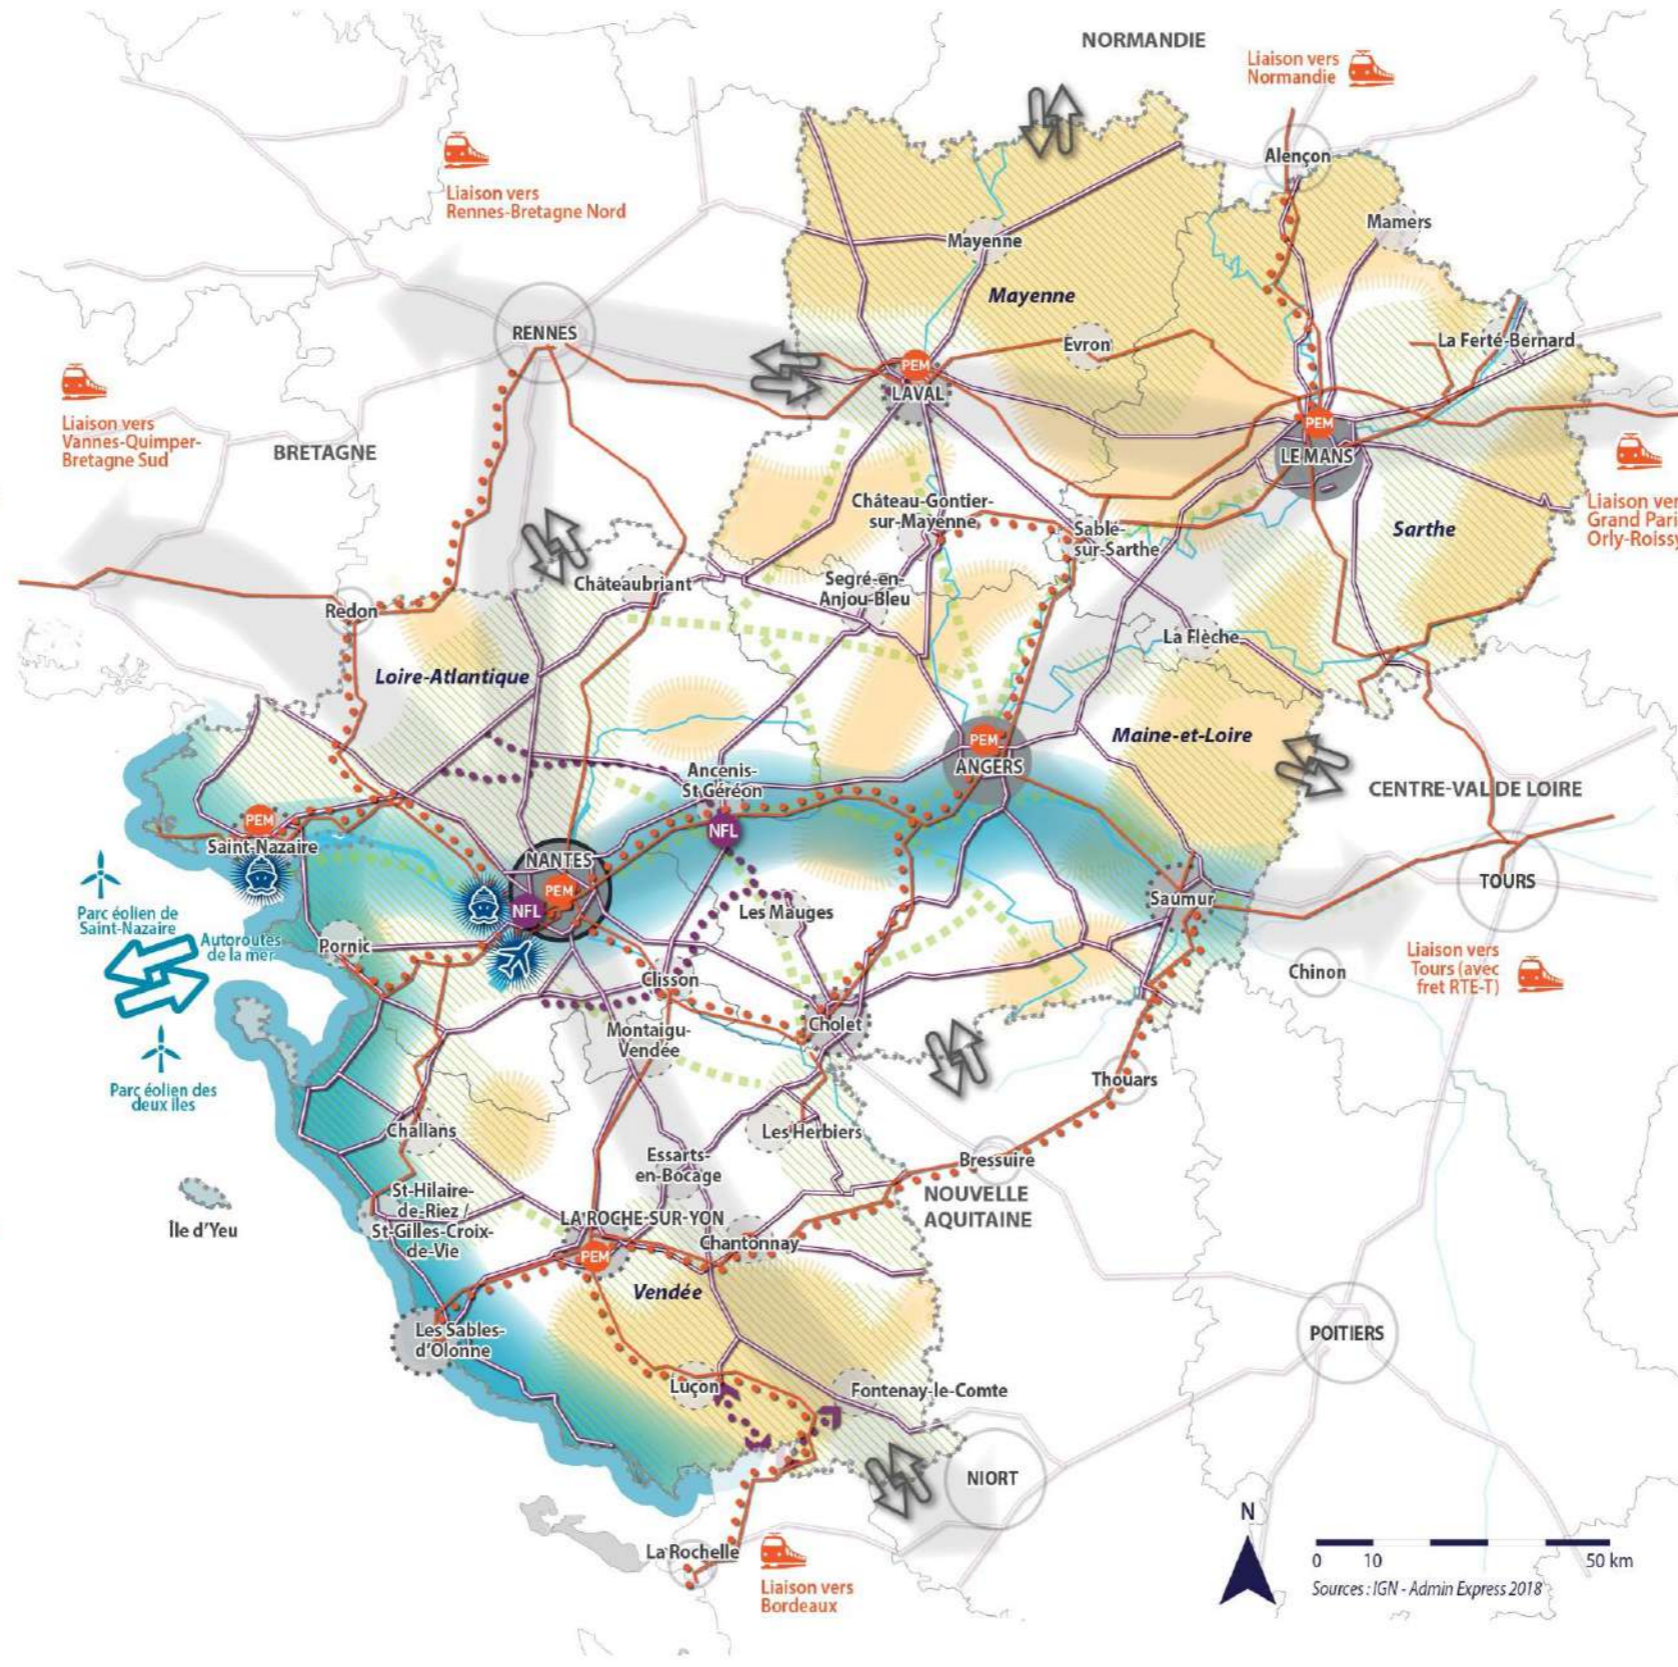 NORMANDIE
Liaison vers
Normandie
Alençon
Liaison vers
Rennes-Bretagne Nord
Mamers
Mayenne
Mayenne
RENNES
Évron
La Ferté-Bernard
PEM
LAVAL
Liaison vers
Vannes-Quimper-
Bretagne Sud
BRETAGNE
PEM
LE MANS
Château-Gontier-
sur-Mayenne
Sablé-
sur-Sarthe
Sarthe
Liaison ver
Grand Pari
Orly-Roissy
Châteaubriant
Segré-en-
Anjou-Bleu
Redon
La Flèche
Loire-Atlantique
Maine-et-Loire
PEM
ANGERS
Ancenis-
St Géréon
CENTRE-VAL DE LOIRE
PEM
Saint-Nazaire
NFL
NANTES
PEM
NFL
TOURS
Saumur
Les Mauges
Parc éolien de
Saint-Nazaire
Autoroutes
de la mer
Pornic
Liaison vers
Tours (avec
fret RTE-T)
Chinon
Clisson
Cholet
Montaigu-
Vendée
Parc éolien des
deux îles
Thouars
Challans
Les Herbiers
Essarts-
en-Bocage
Bressuire
NOUVELLE
AQUITAINE
St-Hilaire-
de-Riez /
St-Gilles-Croix-
de-Vie
Île d'Yeu
LA ROCHE-SUR-YON
PEM
Chantonnay
Vendée
Les Sables-
d'Olonne
POITIERS
Luçon
Fontenay-le-Comte
NIORT
N
La Rochelle
Liaison vers
Bordeaux
0 10 50 km
Sources : IGN - Admin Express 2018